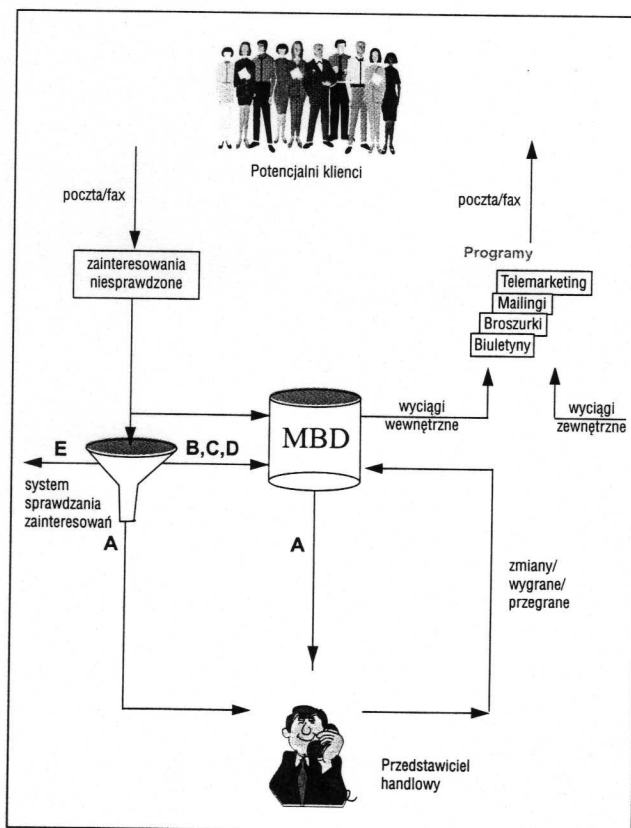 Potencjalni klienci
poczta/fax
poczta/fax
zainteresowania
niesprawdzone
Programy
Telemarketing
Mailingi
Broszurki
Biuletyny
wyciągi
wewnętrzne
wyciągi
zewnętrzne
MBD
E
B,C,D
system
sprawdzania
zainteresowań
A
A
zmiany/
wygrane/
przegrane
Przedstawiciel
handlowy